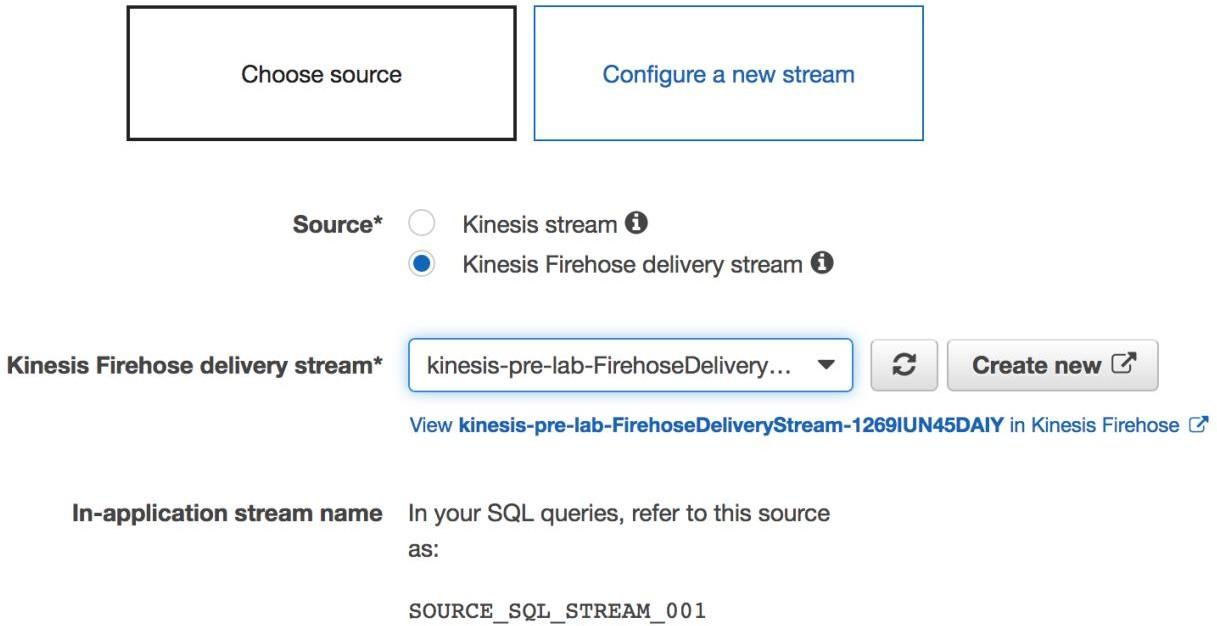 Choose source
Configure a new stream
Source*
Kinesis stream
Kinesis Firehose delivery stream
Kinesis Firehose delivery stream*
kinesis-pre-lab-FirehoseDelivery...
Create new
View kinesis-pre-lab-FirehoseDeliveryStream-1269IUN45DAIY in Kinesis Firehose
In-application stream name
In your SQL queries, refer to this source
as:
SOURCE_SQL_STREAM_001